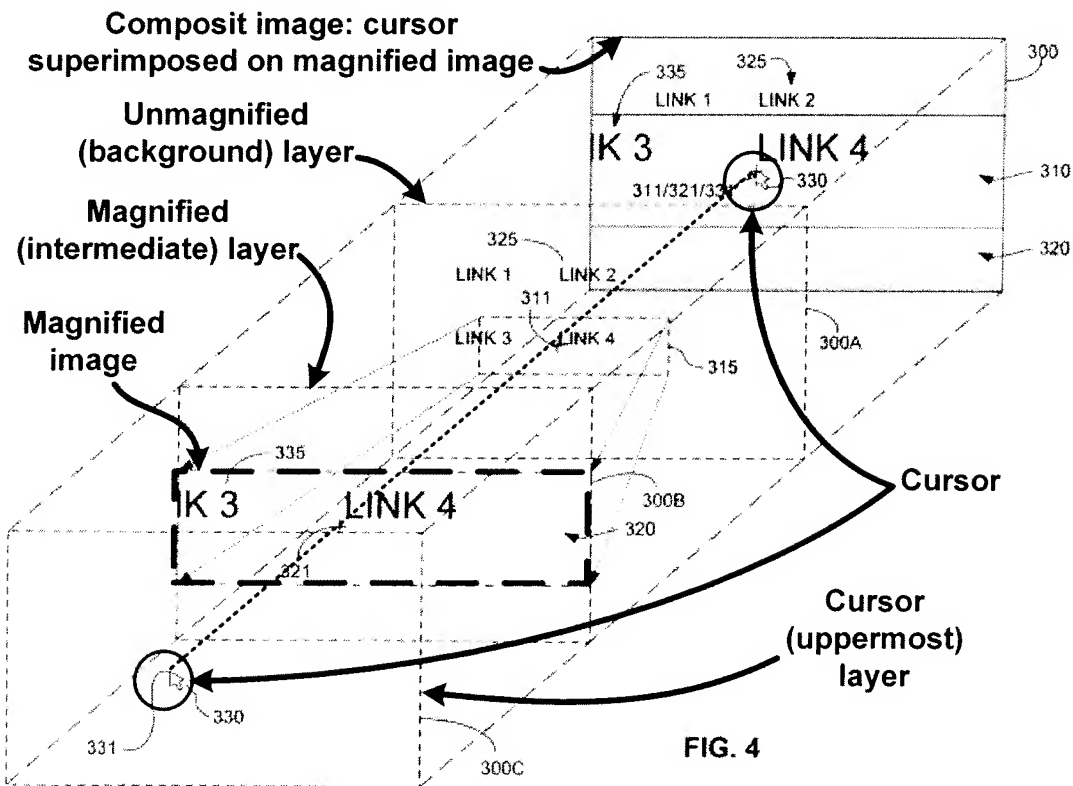 Composit image: cursor
superimposed on magnified image
300
335
325
LINK 1 LINK 2
Unmagnified
(background) layer
IK 3 LINK 4
330
310
311/321/331
Magnified
(intermediate) layer
325
320
LINK 1 LINK 2
311
Magnified
image
LINK 3 LINK 4
300A
315
335
Cursor
IK 3 LINK 4
300B
320
321
Cursor
(uppermost)
layer
330
331
FIG. 4
300C